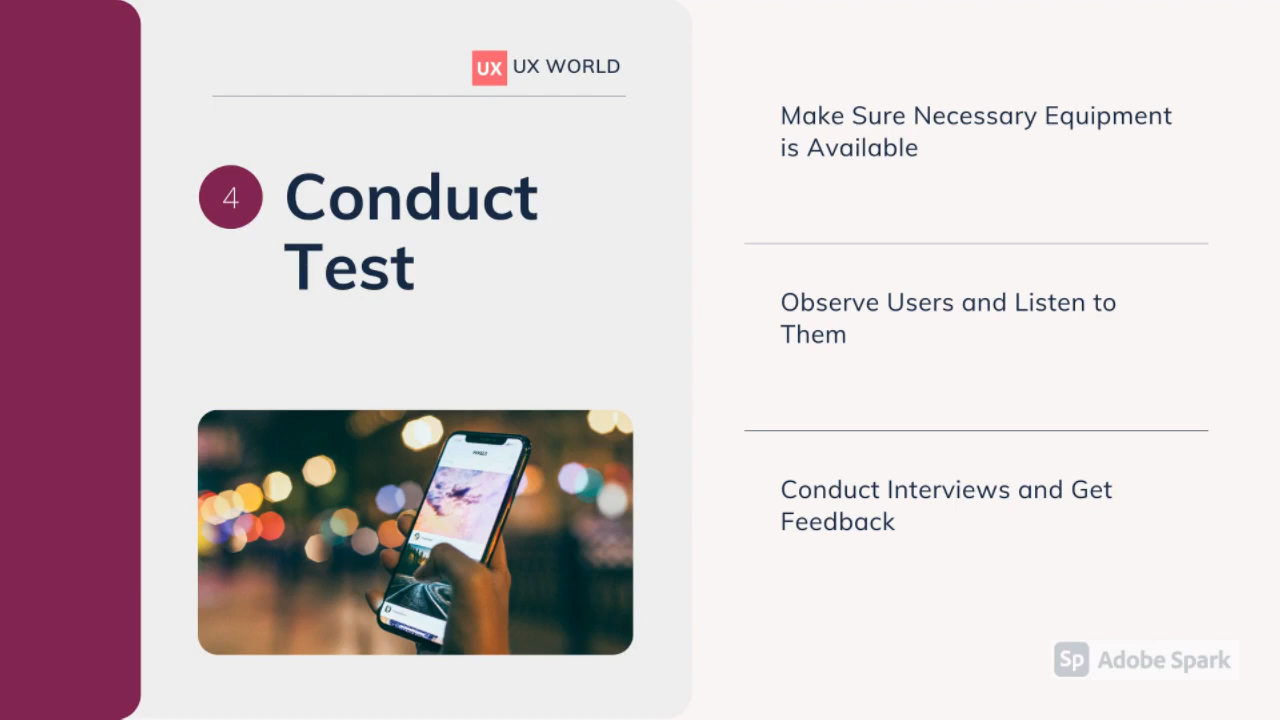 UX UX WORLD
4
Conduct
Test
Make Sure Necessary Equipment
is Available
Observe Users and Listen to
Them
Conduct Interviews and Get
Feedback
Sp Adobe Spark